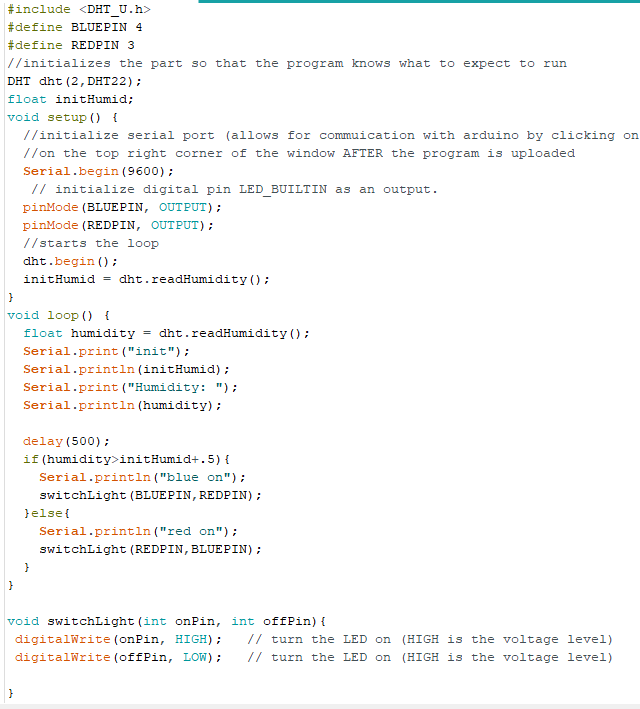 #include <DHT_U.h>
#define BLUEPIN 4
#define REDPIN 3
//initializes the part so that the program knows what to expect to run
DHT dht(2,DHT22);
float initHumid;
void setup() {
  //initialize serial port (allows for commuication with arduino by clicking on
  //on the top right corner of the window AFTER the program is uploaded
  Serial.begin(9600);
   // initialize digital pin LED_BUILTIN as an output.
  pinMode(BLUEPIN, OUTPUT);
  pinMode(REDPIN, OUTPUT);
  //starts the loop
  dht.begin();
  initHumid = dht.readHumidity();
}
void loop() {
  float humidity = dht.readHumidity();
  Serial.print("init");
  Serial.println(initHumid);
  Serial.print("Humidity: ");
  Serial.println(humidity);

  delay(500);
  if(humidity>initHumid+.5){
    Serial.println("blue on");
    switchLight(BLUEPIN,REDPIN);
  }else{
    Serial.println("red on");
    switchLight(REDPIN,BLUEPIN);
  }
}

void switchLight(int onPin, int offPin){
 digitalWrite(onPin, HIGH);   // turn the LED on (HIGH is the voltage level)
 digitalWrite(offPin, LOW);   // turn the LED on (HIGH is the voltage level)

}